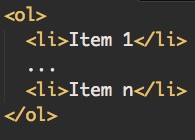 <ol>
  <li>Item 1</li>
  ...
  <li>Item n</li>
</ol>